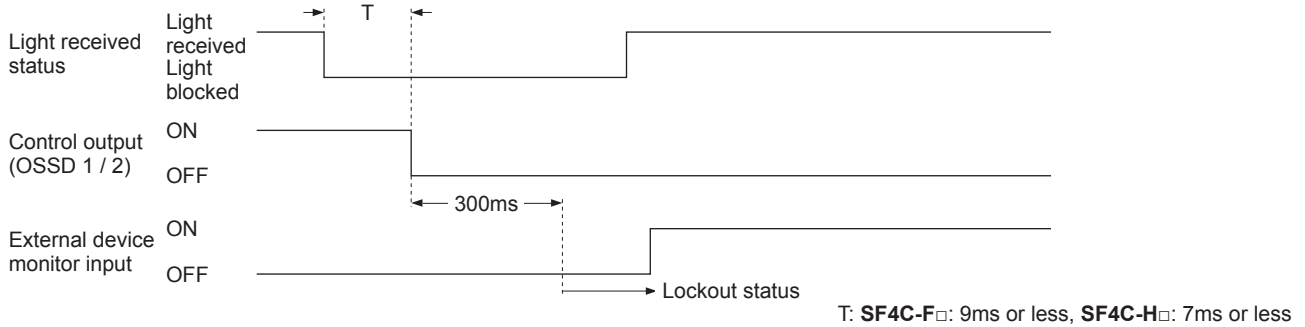 T
Light received
status
Light
received
Light
blocked
Control output
(OSSD 1 / 2)
ON
OFF
300ms
External device
monitor input
ON
OFF
Lockout status
T: SF4C-F□: 9ms or less, SF4C-H□: 7ms or less